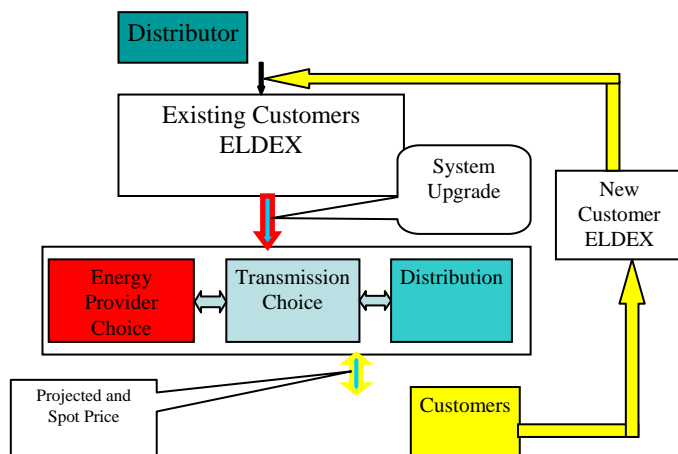 Distributor
Existing Customers
ELDEX
System
Upgrade
New
Customer
ELDEX
Energy
Provider
Choice
Transmission
Choice
Distribution
Projected and
Spot Price
Customers